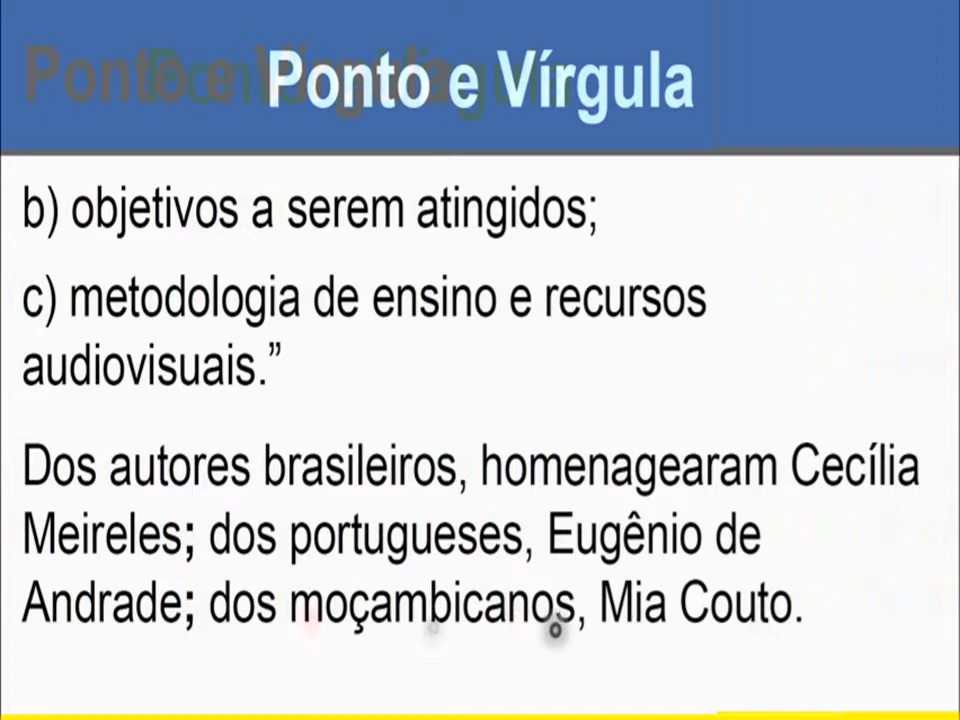 Ponto e Vírgula
b) objetivos a serem atingidos;
c) metodologia de ensino e recursos
audiovisuais.”
Dos autores brasileiros, homenagearam Cecília
Meireles; dos portugueses, Eugênio de
Andrade; dos moçambicanos, Mia Couto.